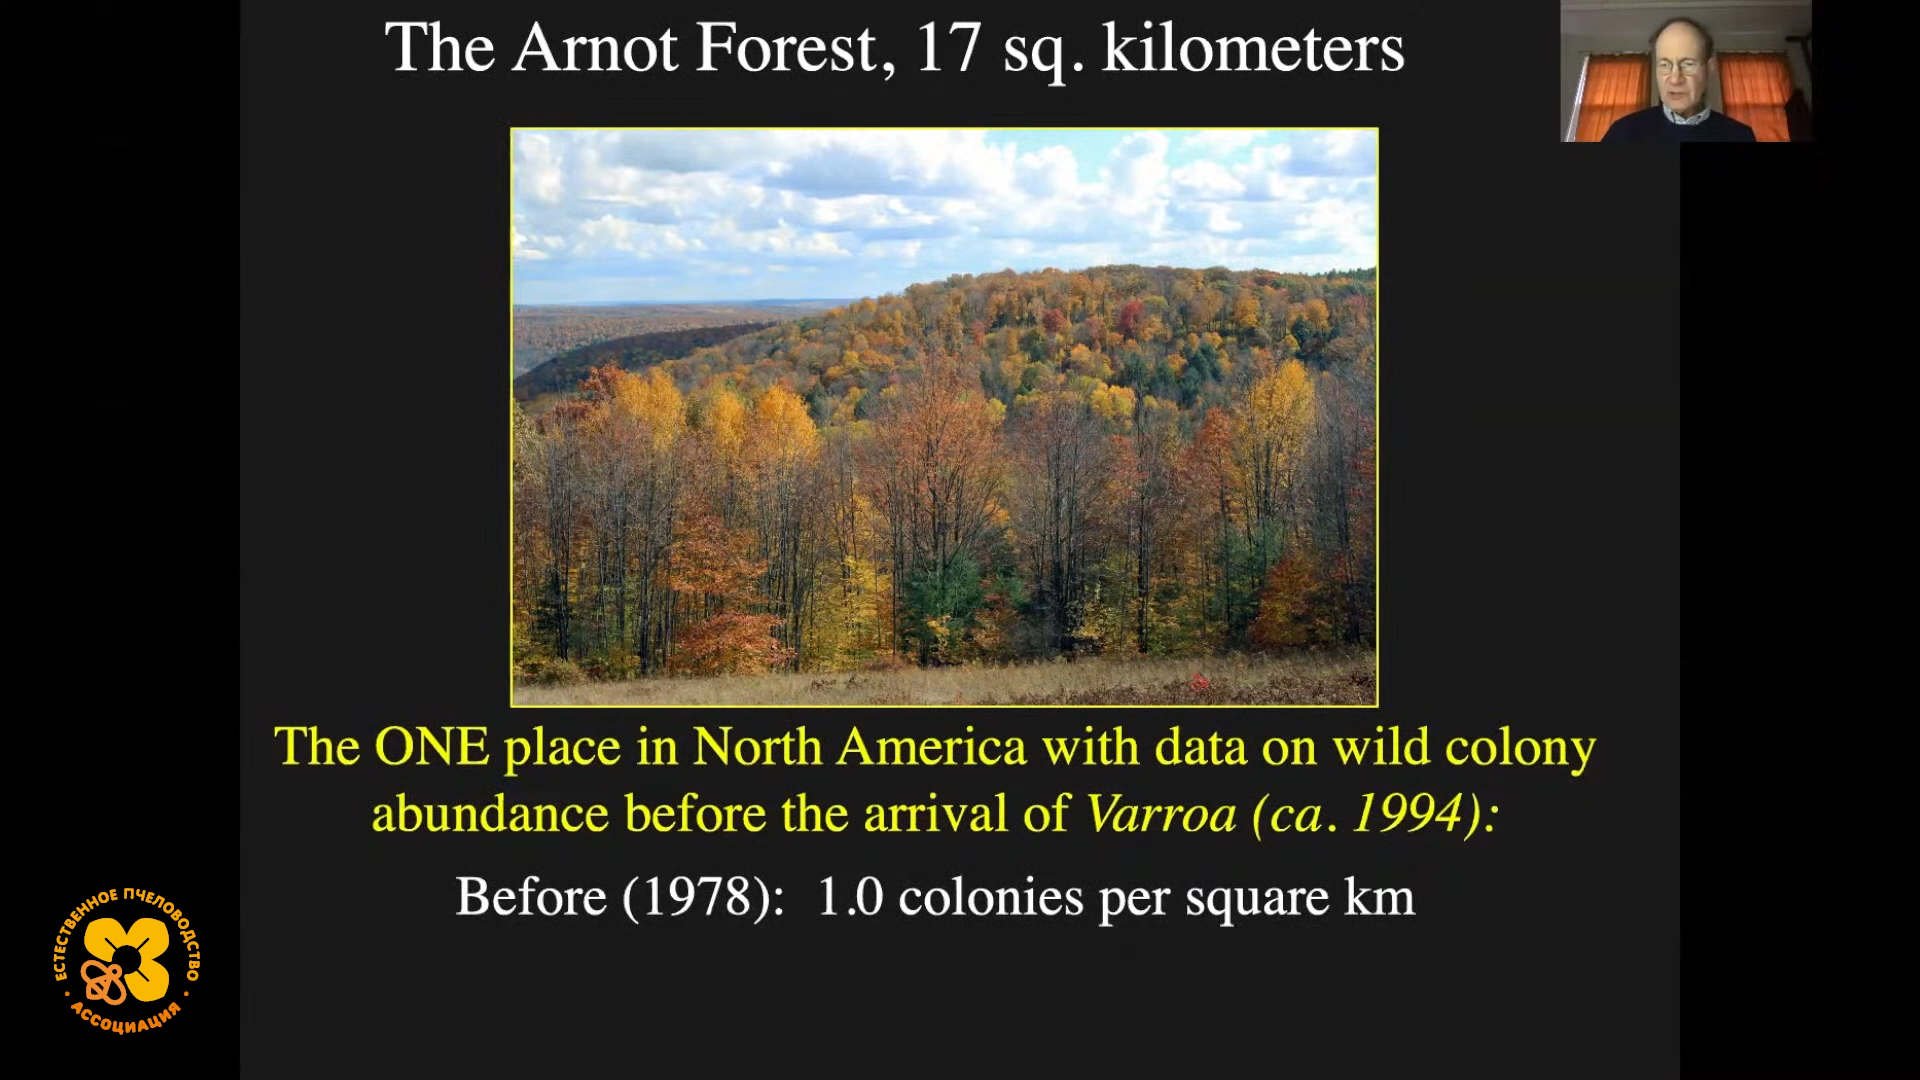 The Arnot Forest, 17 sq. kilometers
The ONE place in North America with data on wild colony
abundance before the arrival of Varroa (ca. 1994):
Before (1978): 1.0 colonies per square km
ЕСТЕСТВЕННОЕ ПЧЕЛОВОДСТВО
· АССОЦИАЦИЯ ·